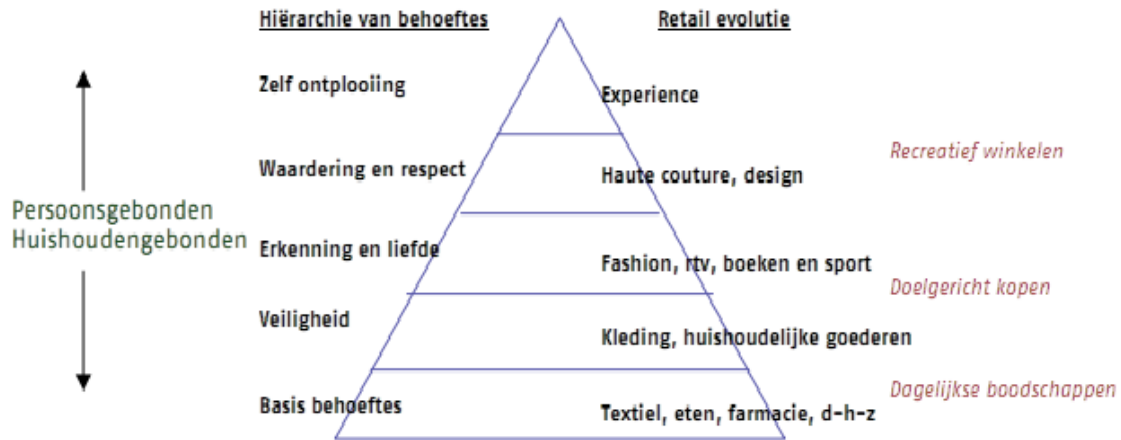 Hiërarchie van behoeftes
Retail evolutie
Zelf ontplooiing
Experience
Recreatief winkelen
Waardering en respect
Haute couture, design
Persoonsgebonden
Huishoudengebonden
Erkenning en liefde
Fashion, rtv, boeken en sport
Doelgericht kopen
Veiligheid
Kleding, huishoudelijke goederen
Dagelijkse boodschappen
Basis behoeftes
Textiel, eten, farmacie, d-h-z